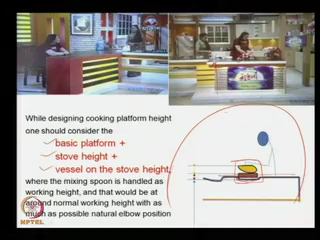 While designing cooking platform height
one should consider the
basic platform +
stove height +
vessel on the stove height,
where the mixing spoon is handled as
working height, and that would be at
around normal working height with as
much as possible natural elbow position
NPTEL